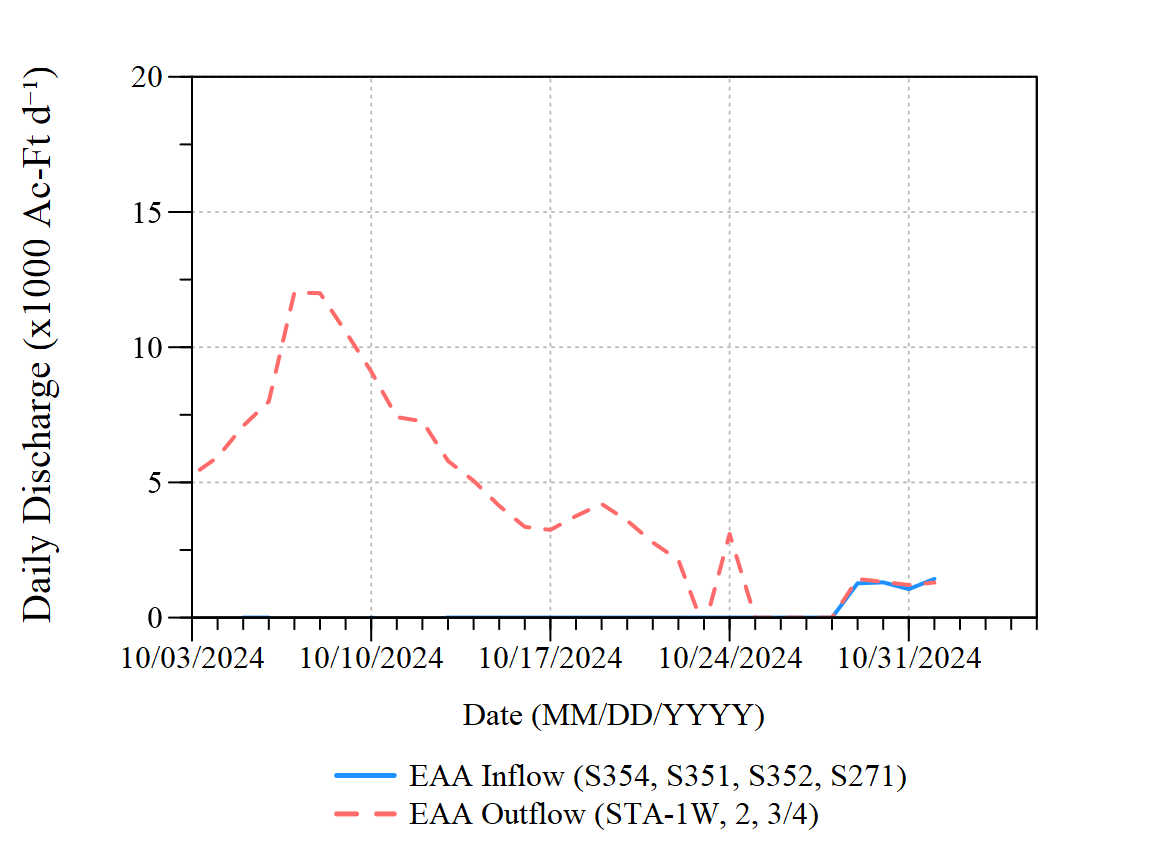 Daily Discharge (x1000 Ac-Ft d⁻¹)
20
15
10
5
0
10/03/2024 10/10/2024 10/17/2024 10/24/2024 10/31/2024
Date (MM/DD/YYYY)
EAA Inflow (S354, S351, S352, S271)
EAA Outflow (STA-1W, 2, 3/4)